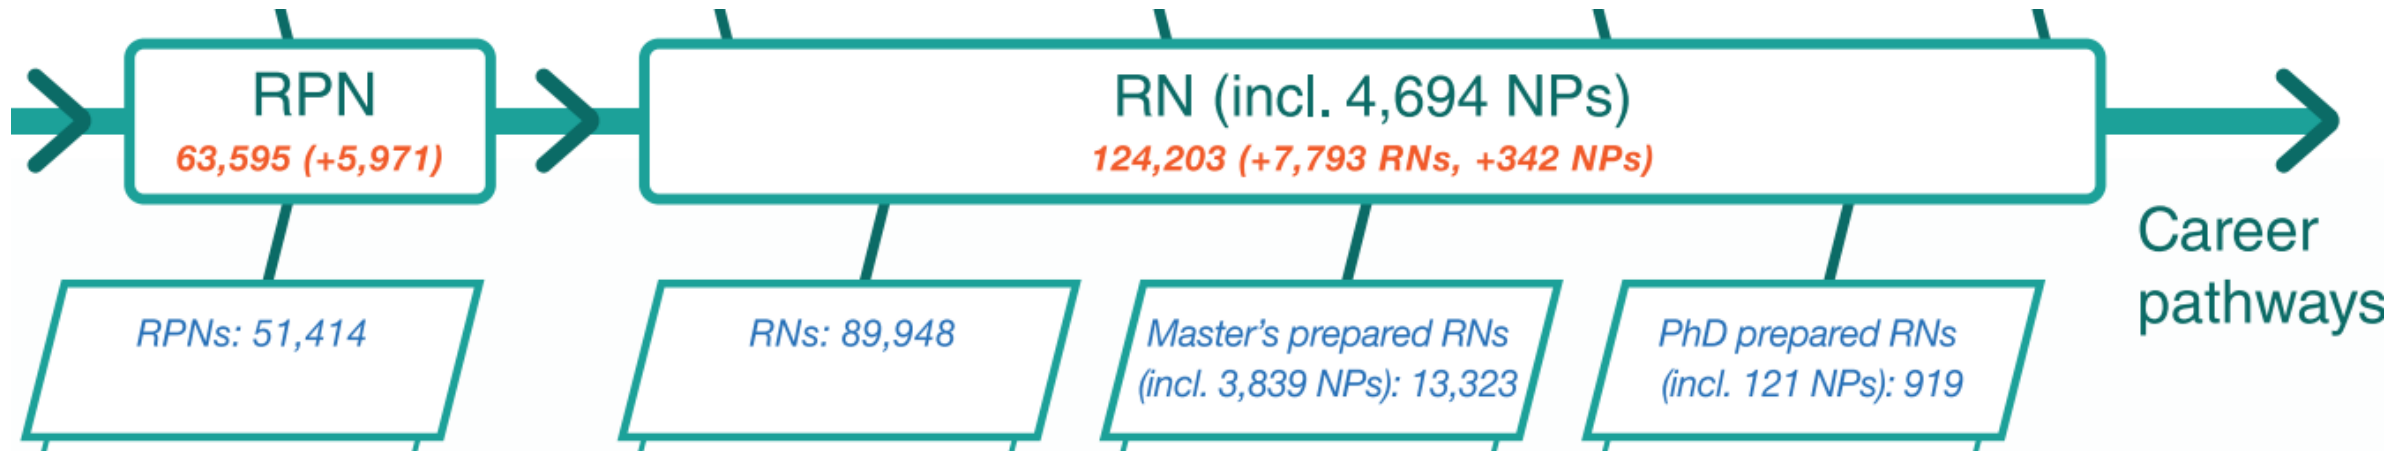 RPN
63,595 (+5,971)
RN (incl. 4,694 NPs)
124,203 (+7,793 RNs, +342 NPs)
Career
pathways
RPNs: 51,414
RNs: 89,948
Master's prepared RNs
(incl. 3,839 NPs): 13,323
PhD prepared RNs
(incl. 121 NPs): 919